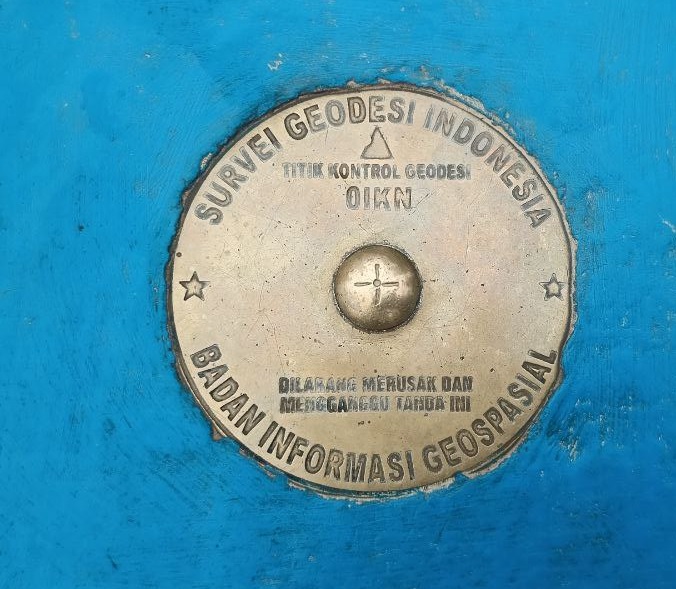 SURVEI GEODESI INDONESIA
TITIK KONTROL GEODESI
OIKN
DILARANG MERUSAK DAN
MENGGANGGU TANDA INI
BADAN INFORMASI GEOSPASIAL